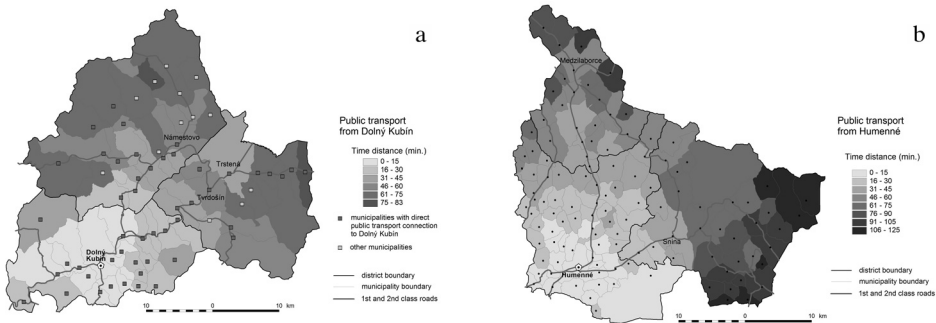 a
Námestovo
Trstená
Tvrdošín
Dolný
Kubín
Public transport
from Dolný Kubín
Time distance (min.)
0 - 15
16 - 30
31 - 45
46 - 60
61 - 75
75 - 83
municipalities with direct
public transport connection
to Dolný Kubín
other municipalities
district boundary
municipality boundary
1st and 2nd class roads
10 0 10 km
b
Medzilaborce
Snina
Humenné
Public transport
from Humenné
Time distance (min.)
0 - 15
16 - 30
31 - 45
46 - 60
61 - 75
76 - 90
91 - 105
106 - 125
district boundary
municipality boundary
1st and 2nd class roads
10 0 10 km